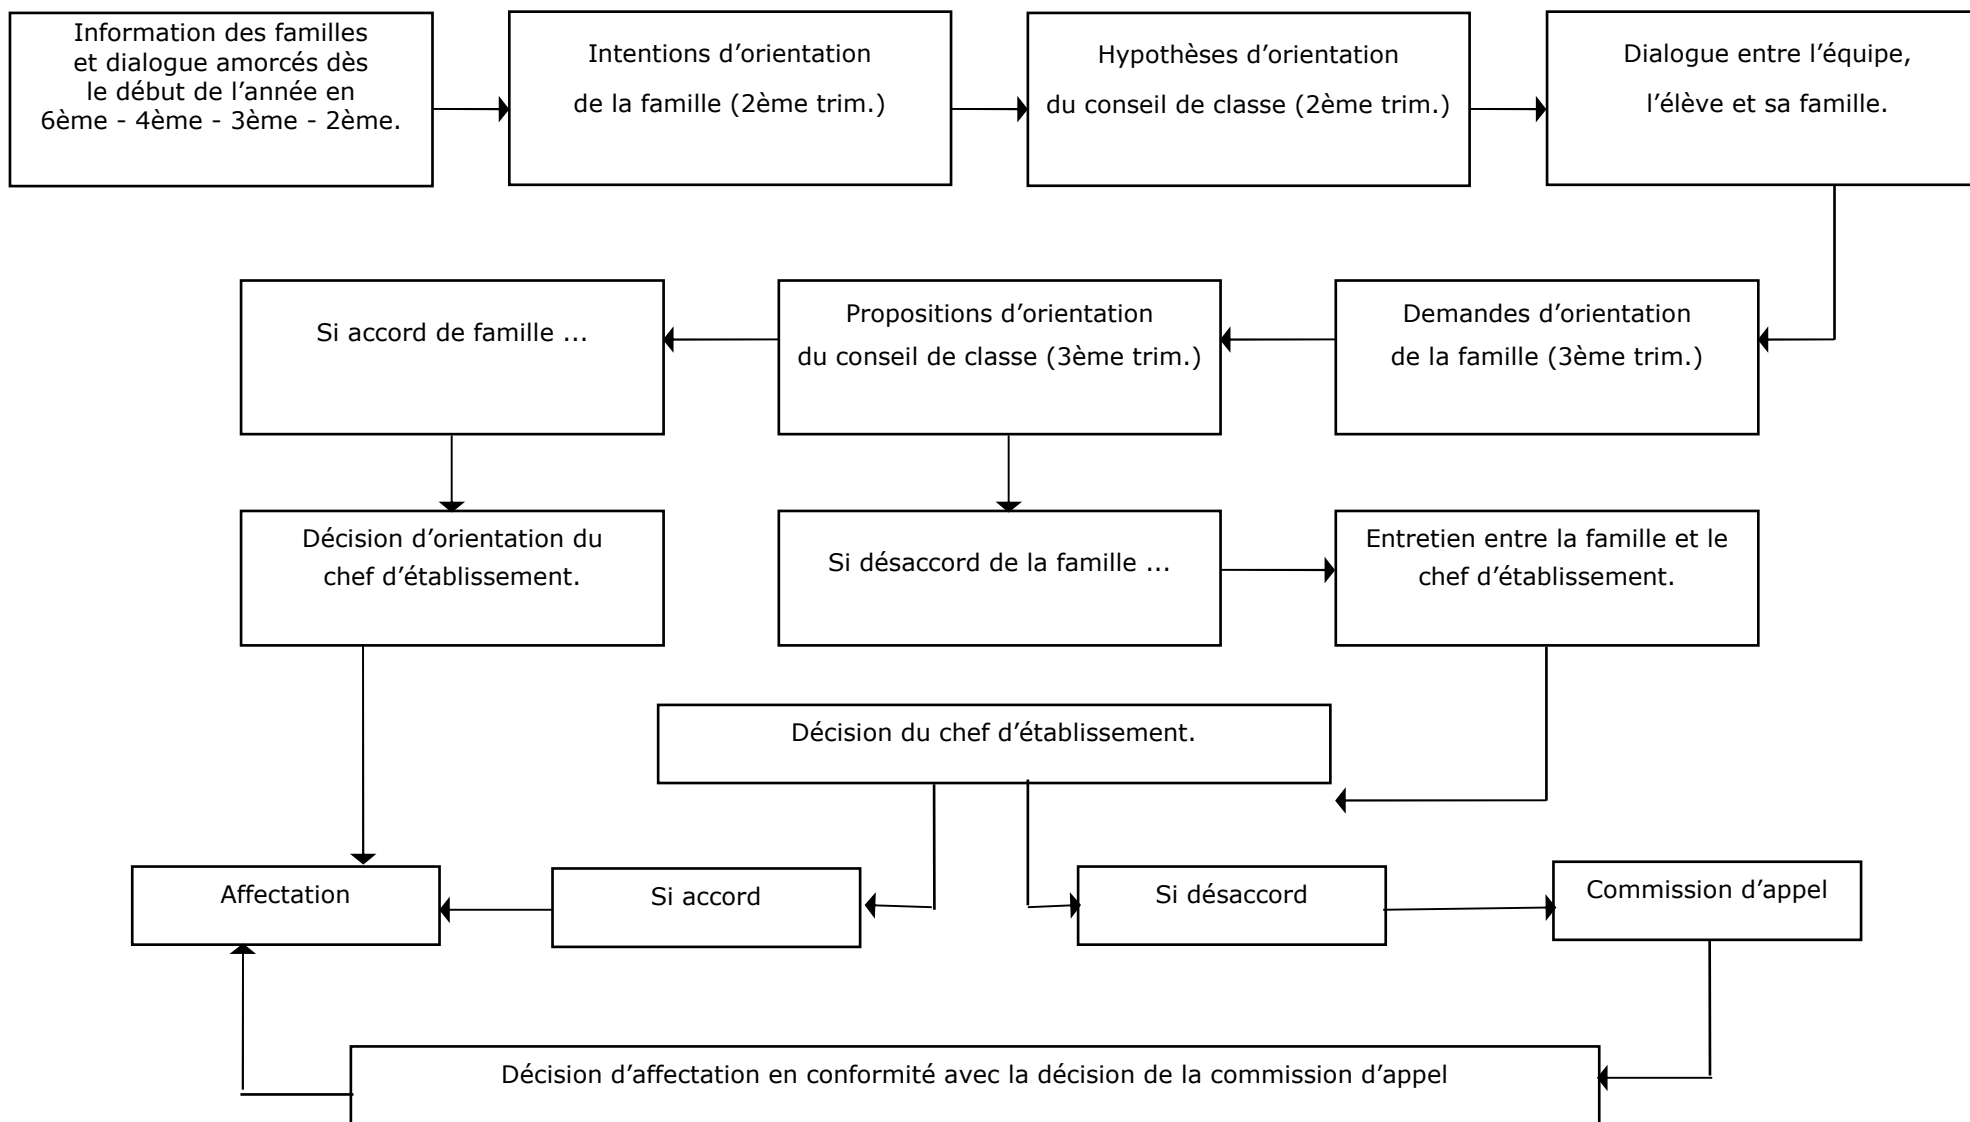 Information des familles
et dialogue amorcés dès
le début de l’année en
6ème - 4ème - 3ème - 2ème.
Intentions d’orientation
de la famille (2ème trim.)
Hypothèses d’orientation
du conseil de classe (2ème trim.)
Dialogue entre l’équipe,
l’élève et sa famille.
Si accord de famille ...
Propositions d’orientation
du conseil de classe (3ème trim.)
Demandes d’orientation
de la famille (3ème trim.)
Décision d’orientation du
chef d’établissement.
Si désaccord de la famille ...
Entretien entre la famille et le
chef d’établissement.
Décision du chef d’établissement.
Affectation
Si accord
Si désaccord
Commission d’appel
Décision d’affectation en conformité avec la décision de la commission d’appel